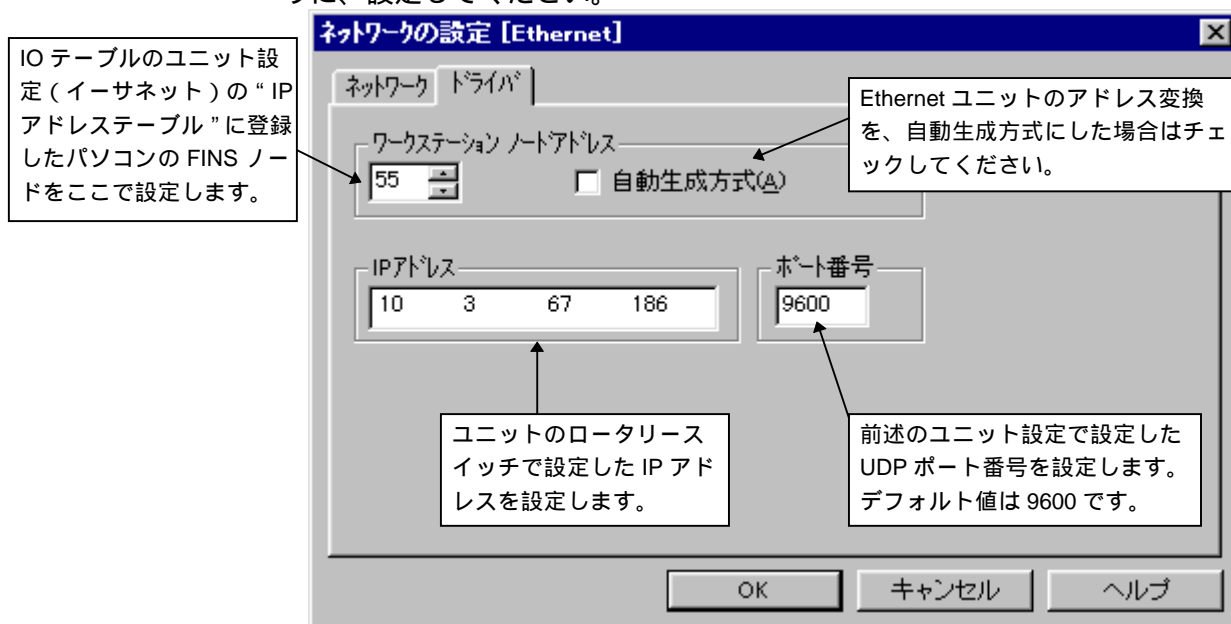 うに、設定してください。
ネットワークの設定 [Ethernet]
IO テーブルのユニット設
定（イーサネット）の“ IP
アドレステーブル ”に登録
したパソコンの FINS ノー
ドをここで設定します。
ネットワーク ドライバ
Ethernet ユニットのアドレス変換
を、自動生成方式にした場合はチェ
ックしてください。
ワークステーション ノードアドレス
55 自動生成方式(A)
IPアドレス ポート番号
10 3 67 186 9600
ユニットのロータリース
イッチで設定した IP アド
レスを設定します。
前述のユニット設定で設定した
UDP ポート番号を設定します。
デフォルト値は 9600 です。
OK キャンセル ヘルプ